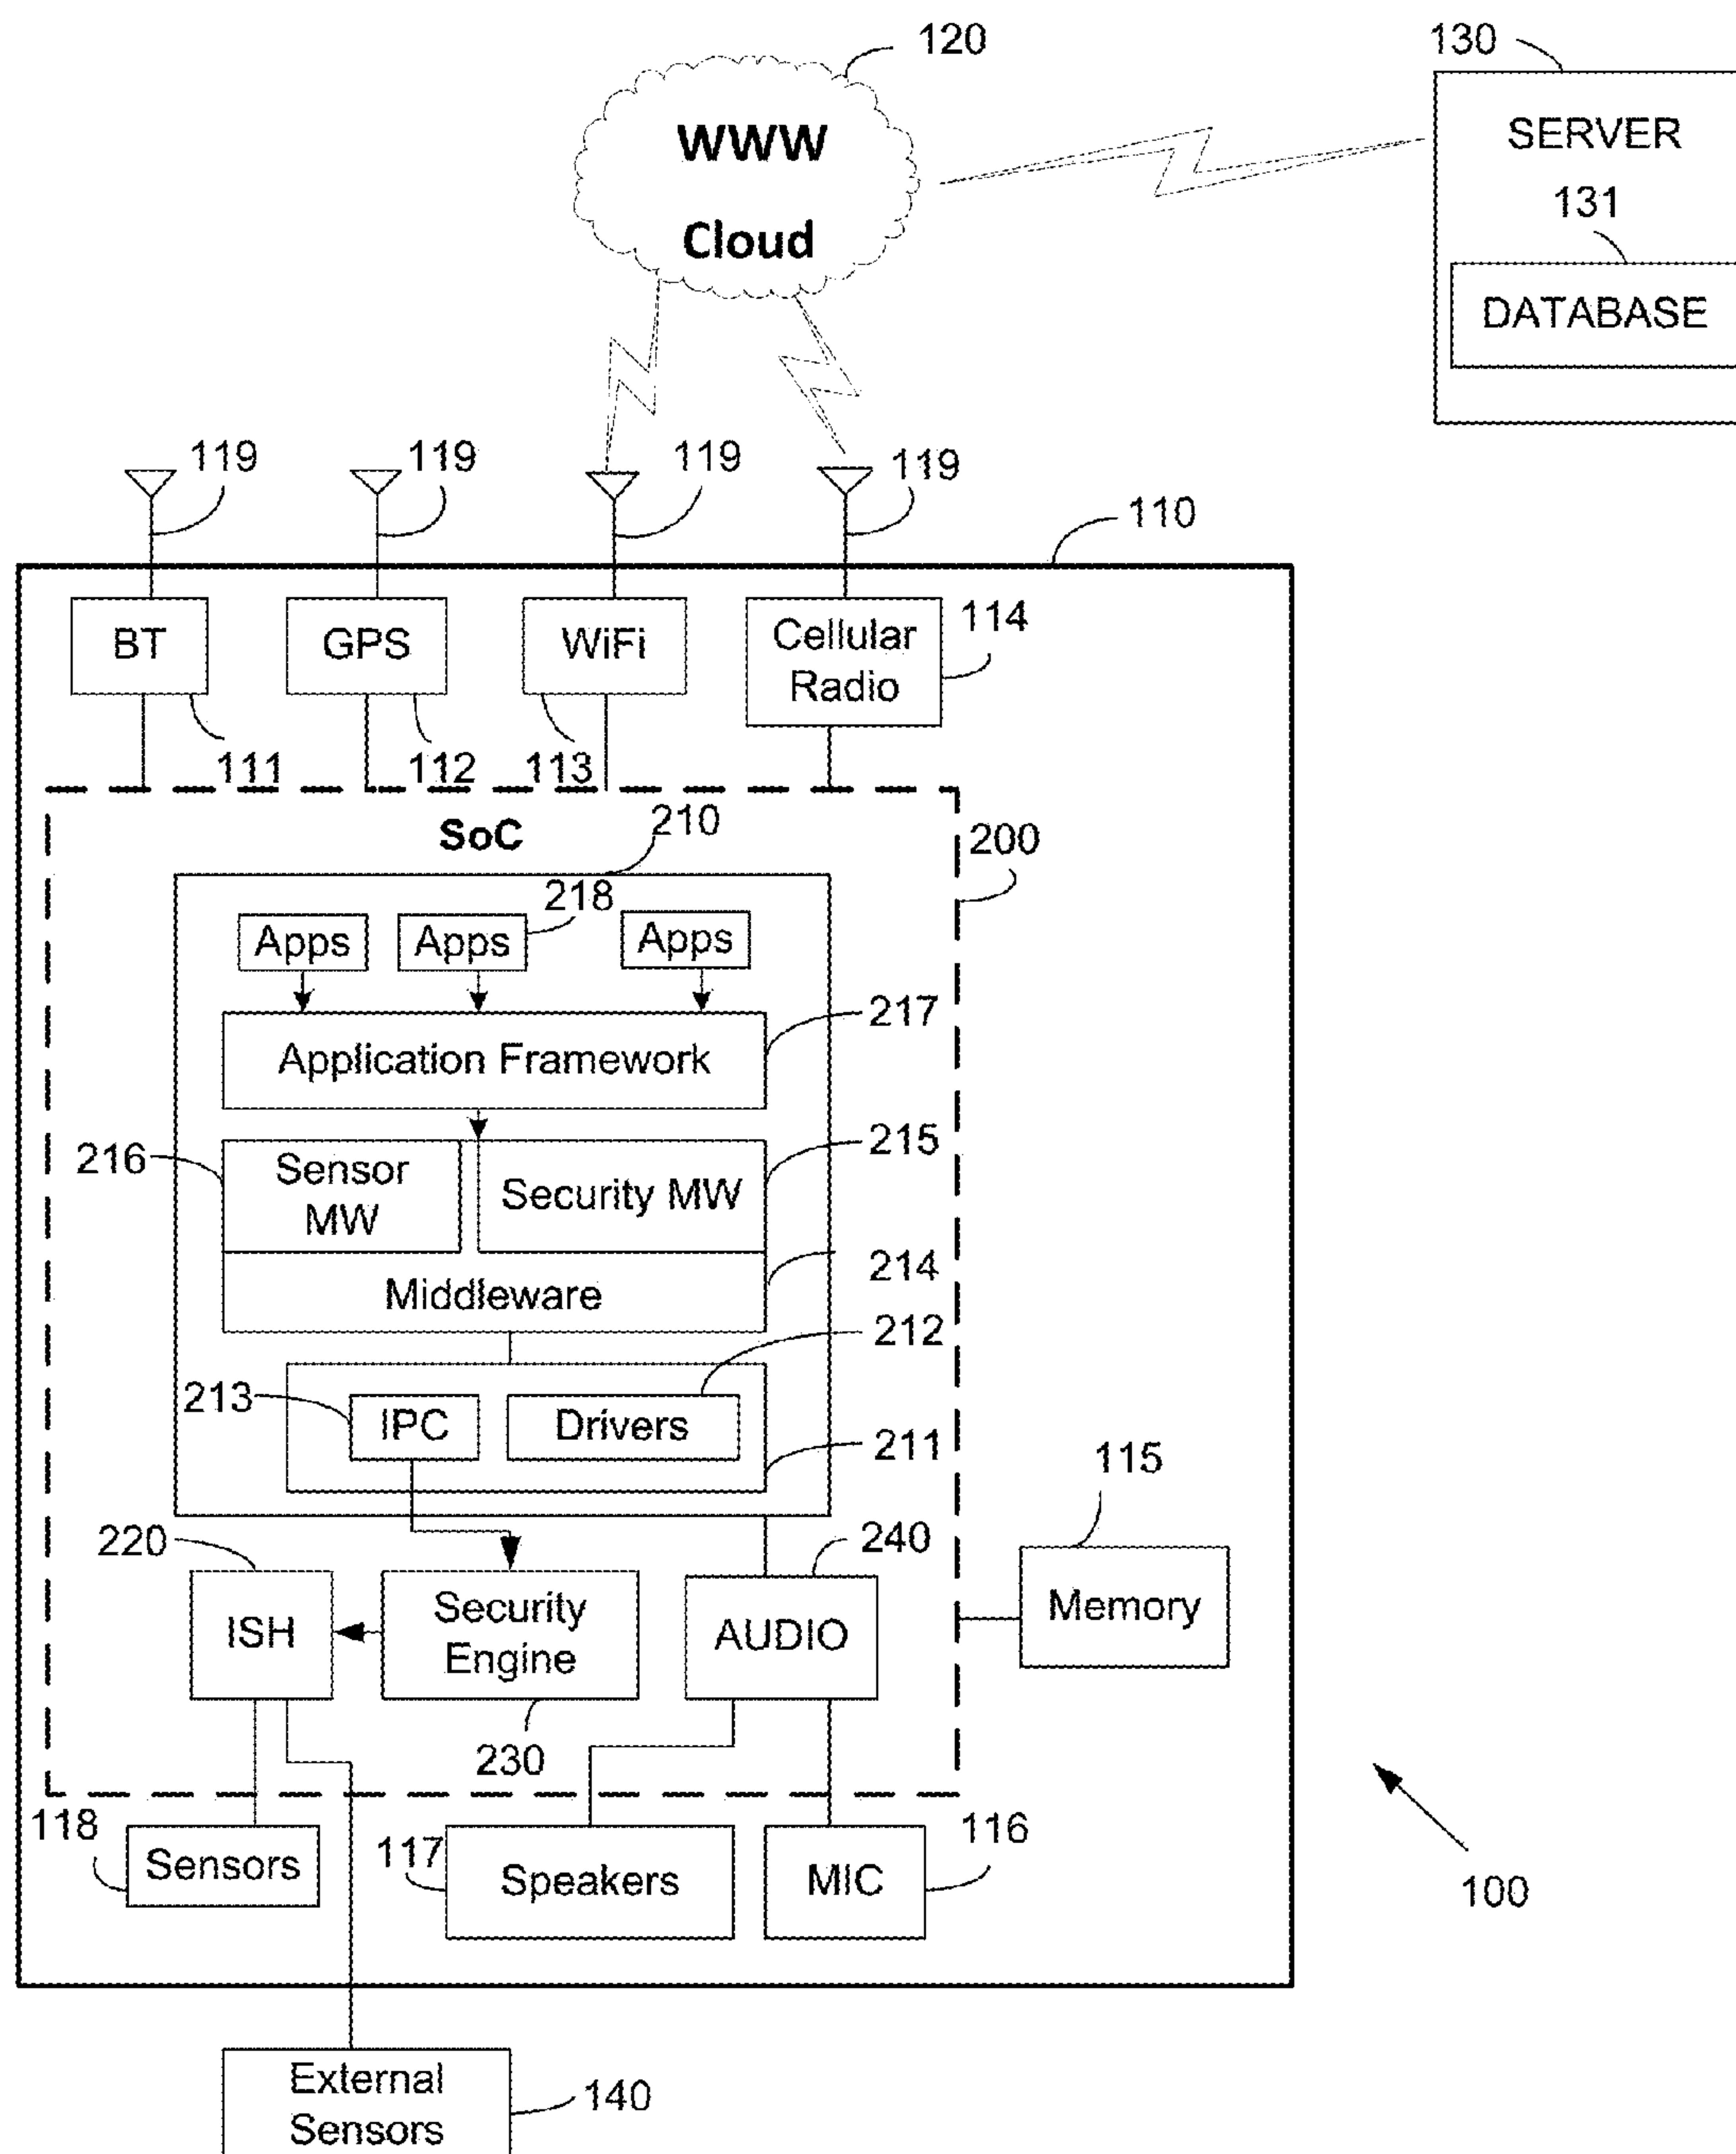 120
130
WWW
Cloud
SERVER
131
DATABASE
119
119
119
119
110
BT
GPS
WiFi
Cellular
Radio
114
111
112
113
SoC
210
200
218
Apps
Apps
Apps
217
Application Framework
216
Sensor
MW
Security MW
215
Middleware
214
212
213
IPC
Drivers
211
115
220
240
ISH
Security
Engine
AUDIO
Memory
230
118
Sensors
117
Speakers
MIC
116
100
External
Sensors
140